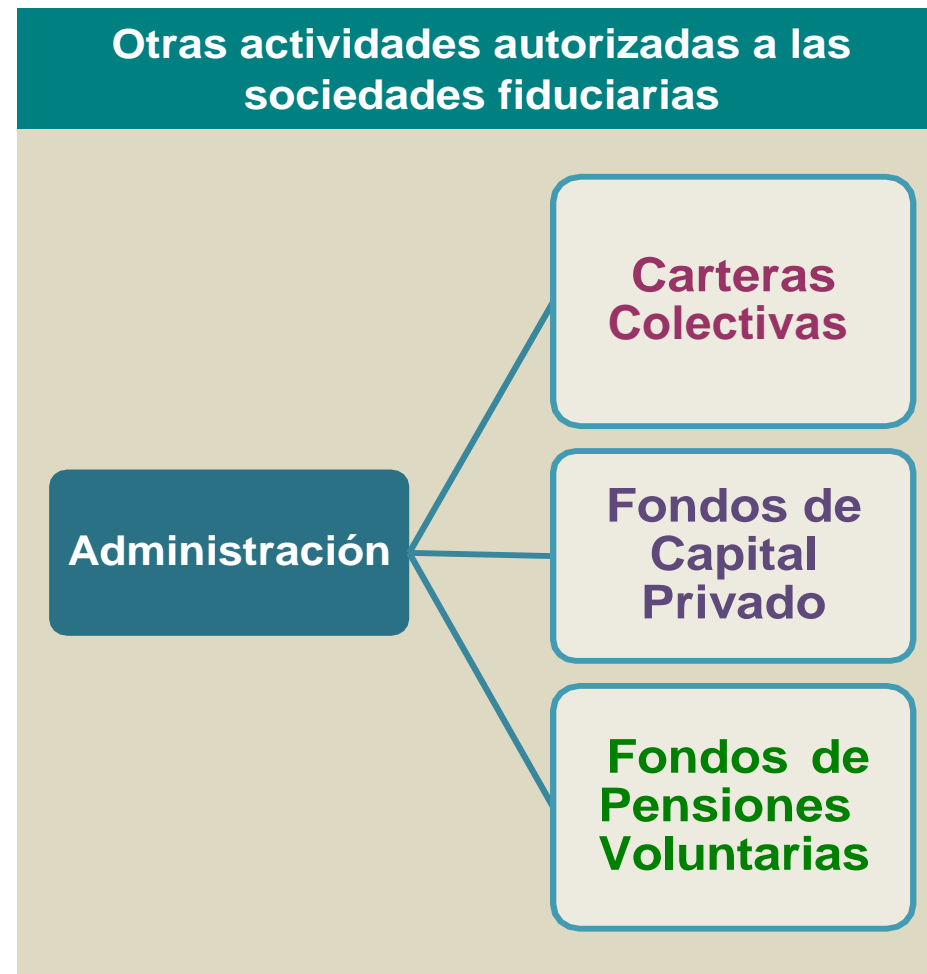 Otras actividades autorizadas a las
sociedades fiduciarias
Carteras
Colectivas
Administración
Fondos de
Capital
Privado
Fondos de
Pensiones
Voluntarias